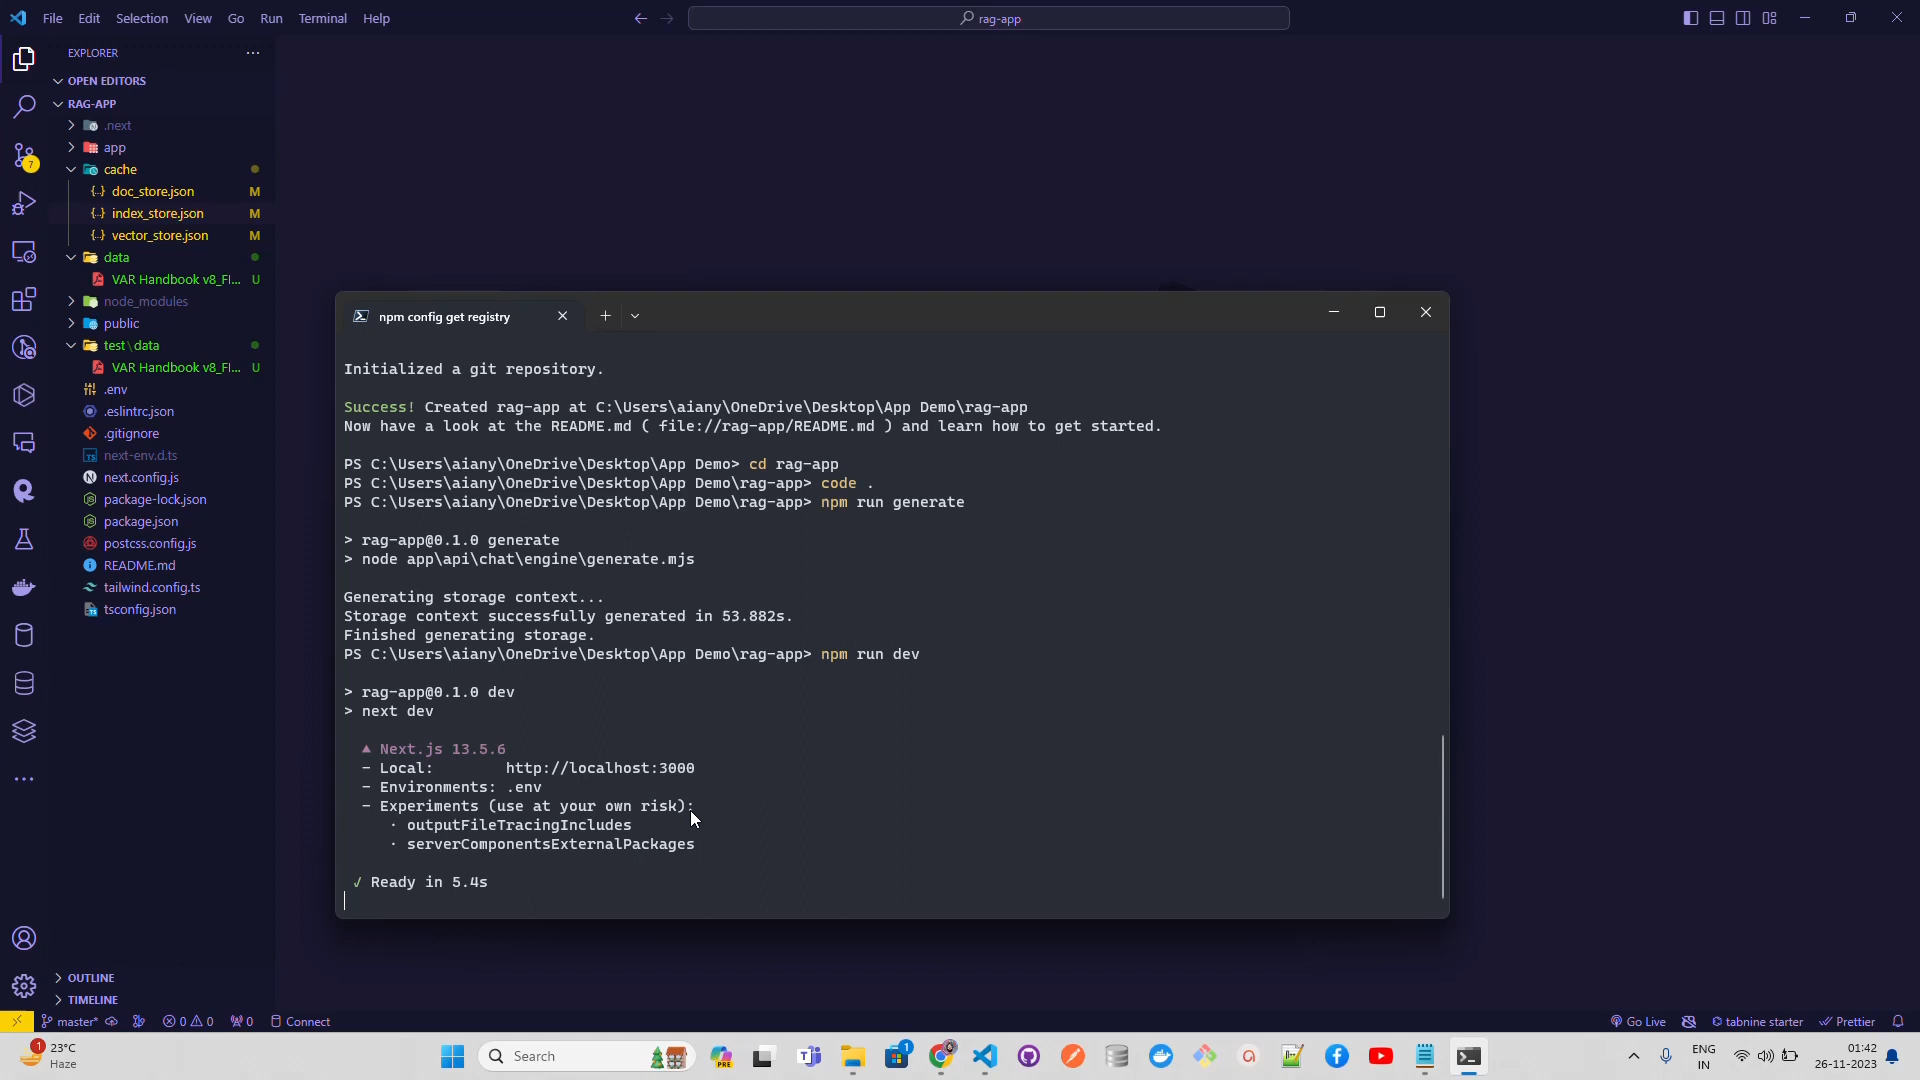 File Edit Selection View Go Run Terminal Help
rag-app
EXPLORER
OPEN EDITORS
RAG-APP
.next
app
cache
doc_store.json M
index_store.json M
vector_store.json M
data
VAR Handbook v8_FI... U
node_modules
public
test\data
VAR Handbook v8_FI... U
.env
.eslintrc.json
.gitignore
next-env.d.ts
next.config.js
package-lock.json
package.json
postcss.config.js
README.md
tailwind.config.ts
tsconfig.json
OUTLINE
TIMELINE
7
npm config get registry
Initialized a git repository.
Success! Created rag-app at C:\Users\aiany\OneDrive\Desktop\App Demo\rag-app
Now have a look at the README.md ( file://rag-app/README.md ) and learn how to get started.
PS C:\Users\aiany\OneDrive\Desktop\App Demo> cd rag-app
PS C:\Users\aiany\OneDrive\Desktop\App Demo\rag-app> code .
PS C:\Users\aiany\OneDrive\Desktop\App Demo\rag-app> npm run generate
> rag-app@0.1.0 generate
> node app\api\chat\engine\generate.mjs
Generating storage context...
Storage context successfully generated in 53.882s.
Finished generating storage.
PS C:\Users\aiany\OneDrive\Desktop\App Demo\rag-app> npm run dev
> rag-app@0.1.0 dev
> next dev
▲ Next.js 13.5.6
- Local: http://localhost:3000
- Environments: .env
- Experiments (use at your own risk):
· outputFileTracingIncludes
· serverComponentsExternalPackages
✓ Ready in 5.4s
master* 0 0 0 Connect
Go Live tabnine starter Prettier
1
23°C
Haze
Search
PRE
1
ENG
IN
01:42
26-11-2023